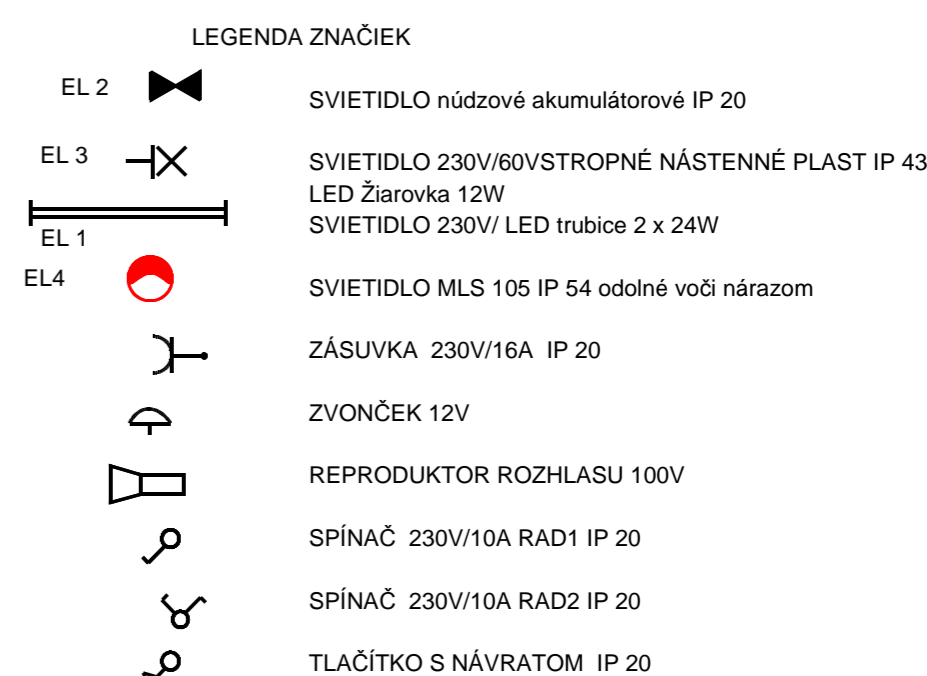 LEGENDA ZNAČIEK
EL 2
SVIETIDLO núdzové akumulátorové IP 20
EL 3
SVIETIDLO 230V/60VSTROPNÉ NÁSTENNÉ PLAST IP 43
LED Žiarovka 12W
SVIETIDLO 230V/ LED trubice 2 x 24W
EL 1
EL4
SVIETIDLO MLS 105 IP 54 odolné voči nárazom
ZÁSUVKA 230V/16A IP 20
ZVONČEK 12V
REPRODUKTOR ROZHLASU 100V
SPÍNAČ 230V/10A RAD1 IP 20
SPÍNAČ 230V/10A RAD2 IP 20
TLAČÍTKO S NÁVRATOM IP 20